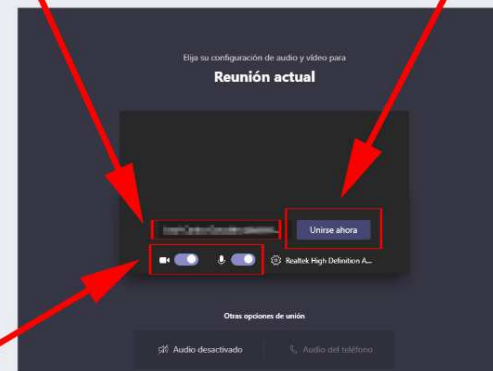 Elija su configuración de audio y vídeo para
Reunión actual
Unirse ahora
Realtek High Definition A...
Otras opciones de unión
Audio desactivado
Audio del teléfono